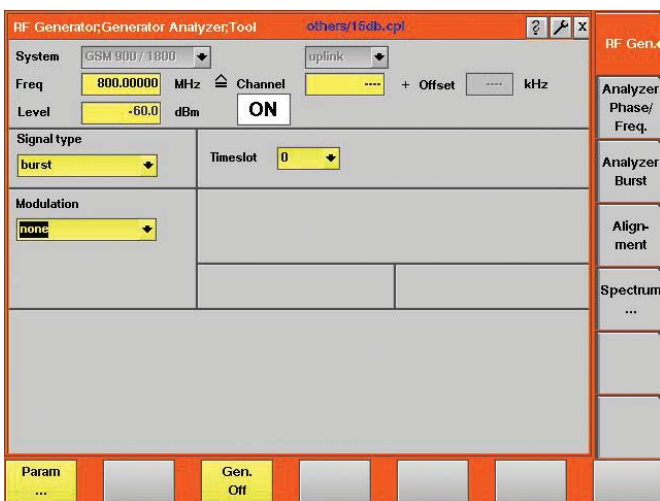 RF Generator;Generator Analyzer;Tool others/15db.cpl ? x
System GSM 900 / 1800 uplink
Freq 800.00000 MHz ≙ Channel ---- + Offset ---- kHz
Level -60.0 dBm ON
Signal type
burst
Timeslot 0
Modulation
none
RF Gen.
Analyzer
Phase/
Freq.
Analyzer
Burst
Align-
ment
Spectrum
...
Param
...
Gen.
Off